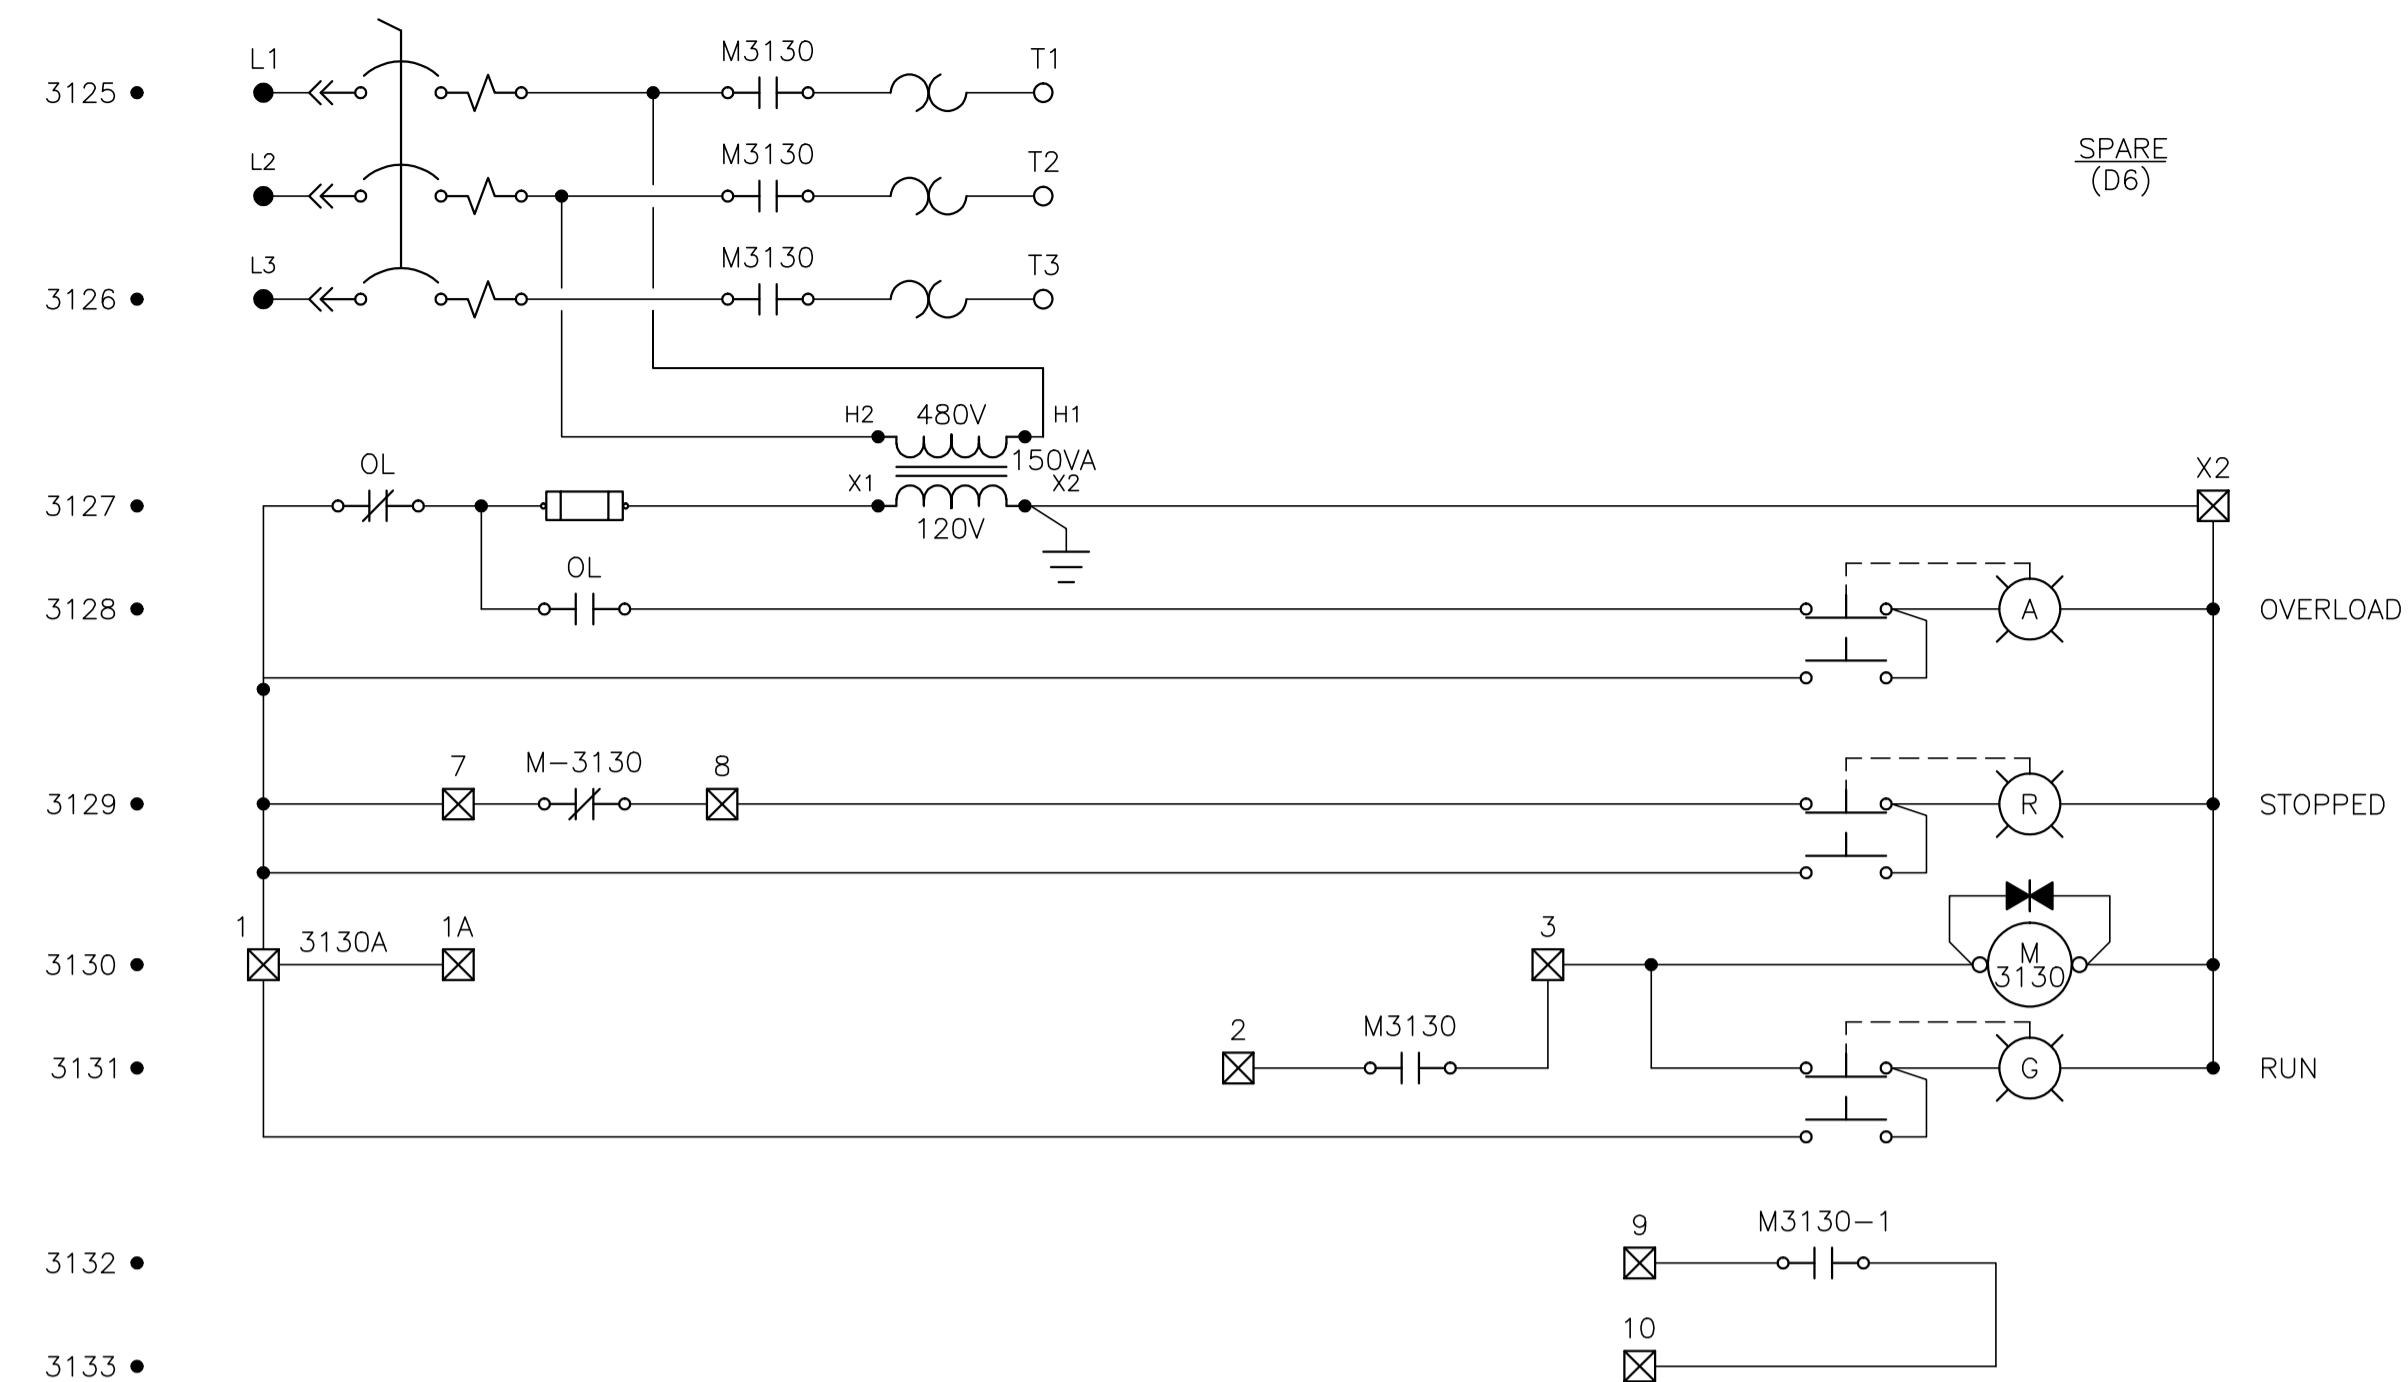 L1 M3130 T1
3125
SPARE
(D6)
L2 M3130 T2
L3 M3130 T3
3126
H2 480V H1
150VA
OL X1 X2 X2
3127
120V
OL
3128 A OVERLOAD
7 M-3130 8
3129 R STOPPED
1 3130A 1A 3 M
3130 3130
2 M3130
3131 G RUN
9 M3130-1
3132
10
3133